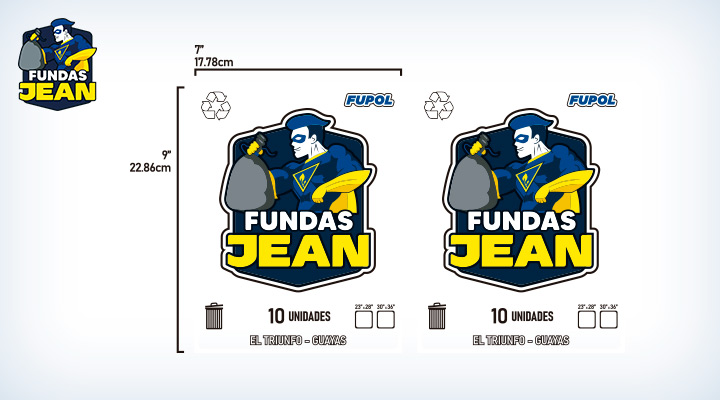 FUNDAS
JEAN
7"
17.78cm
9"
22.86cm
FUPOL
FUNDAS
JEAN
10 UNIDADES
23"x28" 30"x36"
EL TRIUNFO - GUAYAS
FUPOL
FUNDAS
JEAN
10 UNIDADES
23"x28" 30"x36"
EL TRIUNFO - GUAYAS